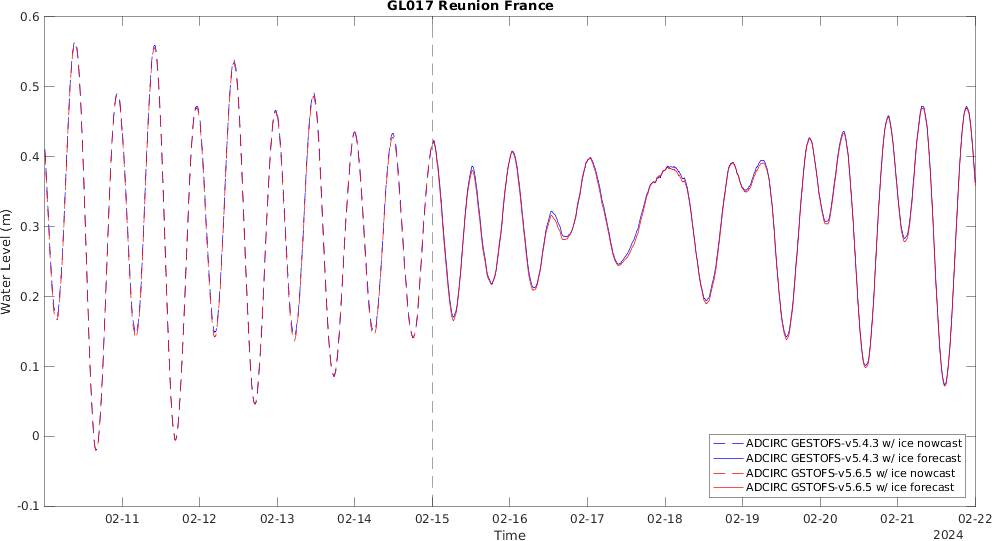 GL017 Reunion France
0.6
0.5
0.4
0.3
0.2
0.1
0
-0.1
Water Level (m)
ADCIRC GESTOFS-v5.4.3 w/ ice nowcast
ADCIRC GESTOFS-v5.4.3 w/ ice forecast
ADCIRC GSTOFS-v5.6.5 w/ ice nowcast
ADCIRC GSTOFS-v5.6.5 w/ ice forecast
02-11 02-12 02-13 02-14 02-15 02-16 02-17 02-18 02-19 02-20 02-21 02-22
Time
2024